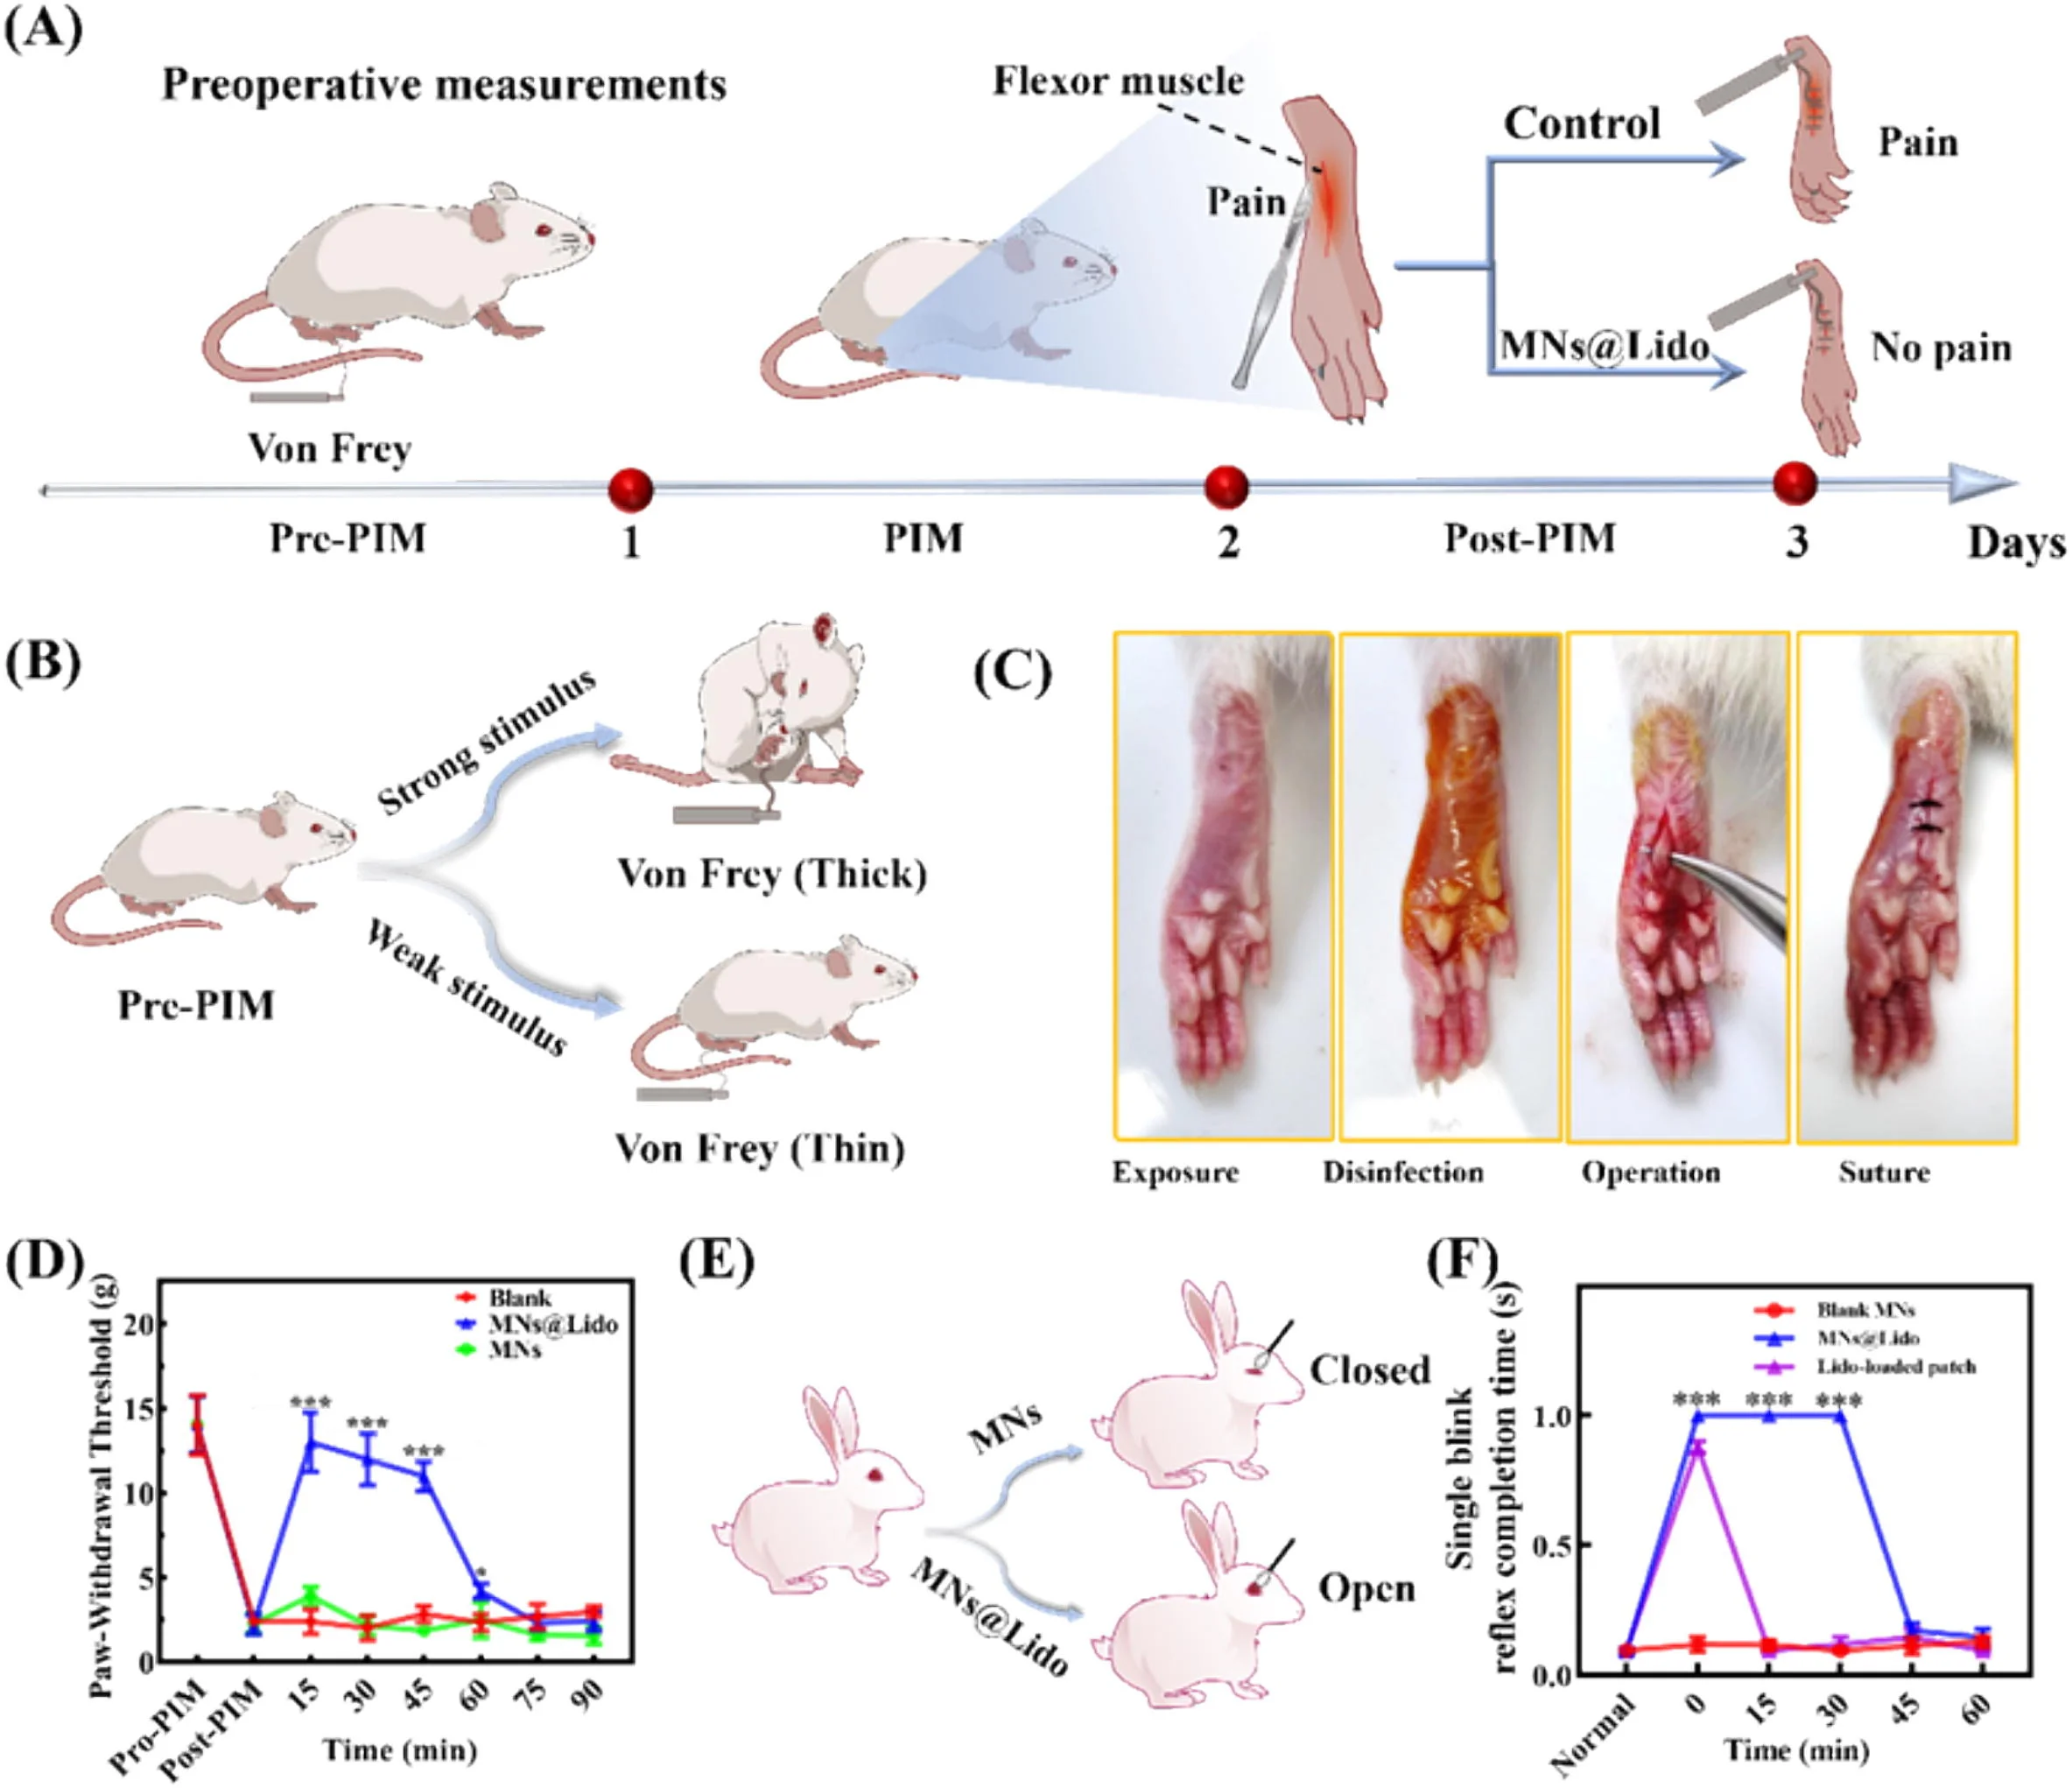 (A)
Preoperative measurements
Flexor muscle
Pain
Control
Pain
MNs@Lido
No pain
Von Frey
Pre-PIM
1
PIM
2
Post-PIM
3
Days
(B)
Strong stimulus
Von Frey (Thick)
Weak stimulus
Pre-PIM
Von Frey (Thin)
(C)
Exposure
Disinfection
Operation
Suture
(D)
Paw-Withdrawal Threshold (g)
Blank
MNs@Lido
MNs
20
15
10
5
0
***
***
***
*
Pro-PIM
Post-PIM
15
30
45
60
75
90
Time (min)
(E)
MNs
Closed
MNs@Lido
Open
(F)
Single blink
reflex completion time (s)
Blank MNs
MNs@Lido
Lido-loaded patch
***
***
***
1.0
0.5
0.0
Normal
0
15
30
45
60
Time (min)